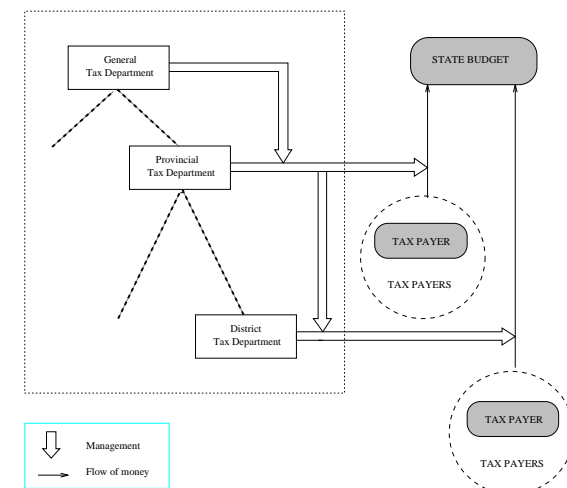 General
Tax Department
STATE BUDGET
Provincial
Tax Department
TAX PAYER
TAX PAYERS
District
Tax Department
TAX PAYER
TAX PAYERS
Management
Flow of money